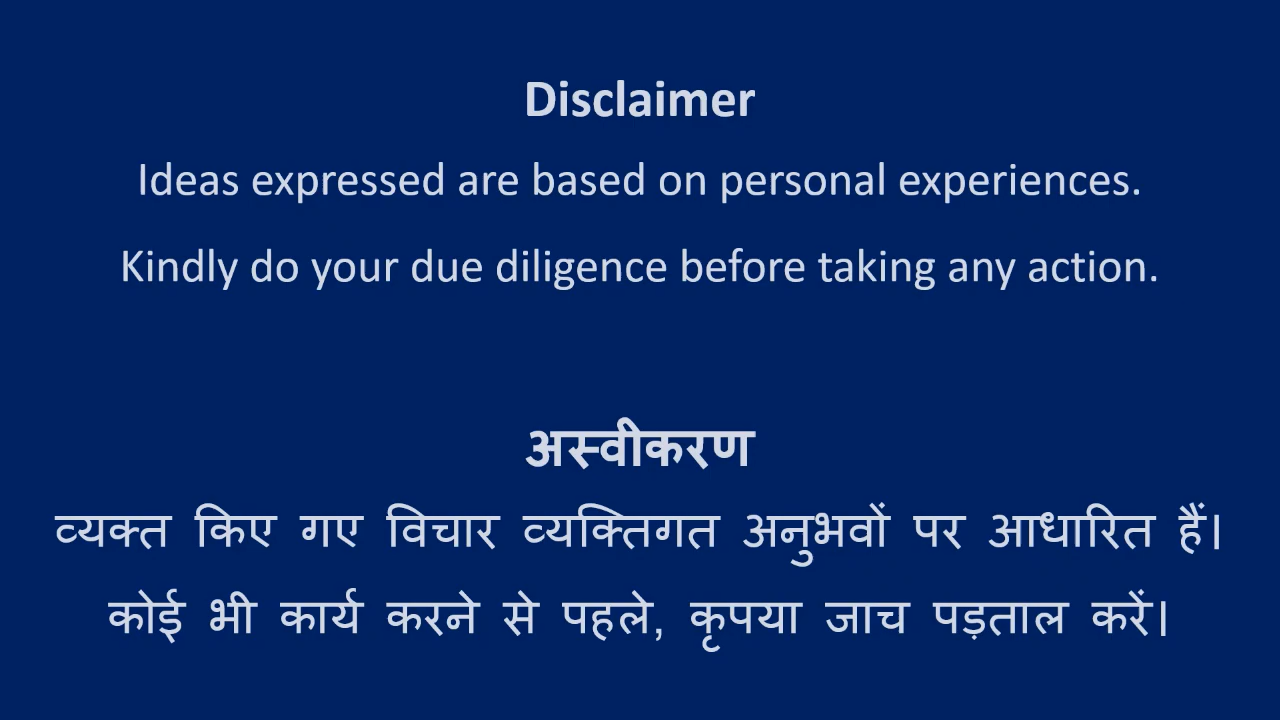 Disclaimer
Ideas expressed are based on personal experiences.
Kindly do your due diligence before taking any action.
अस्वीकरण
व्यक्त किए गए विचार व्यक्तिगत अनुभवों पर आधारित हैं।
कोई भी कार्य करने से पहले, कृपया जाच पड़ताल करें।